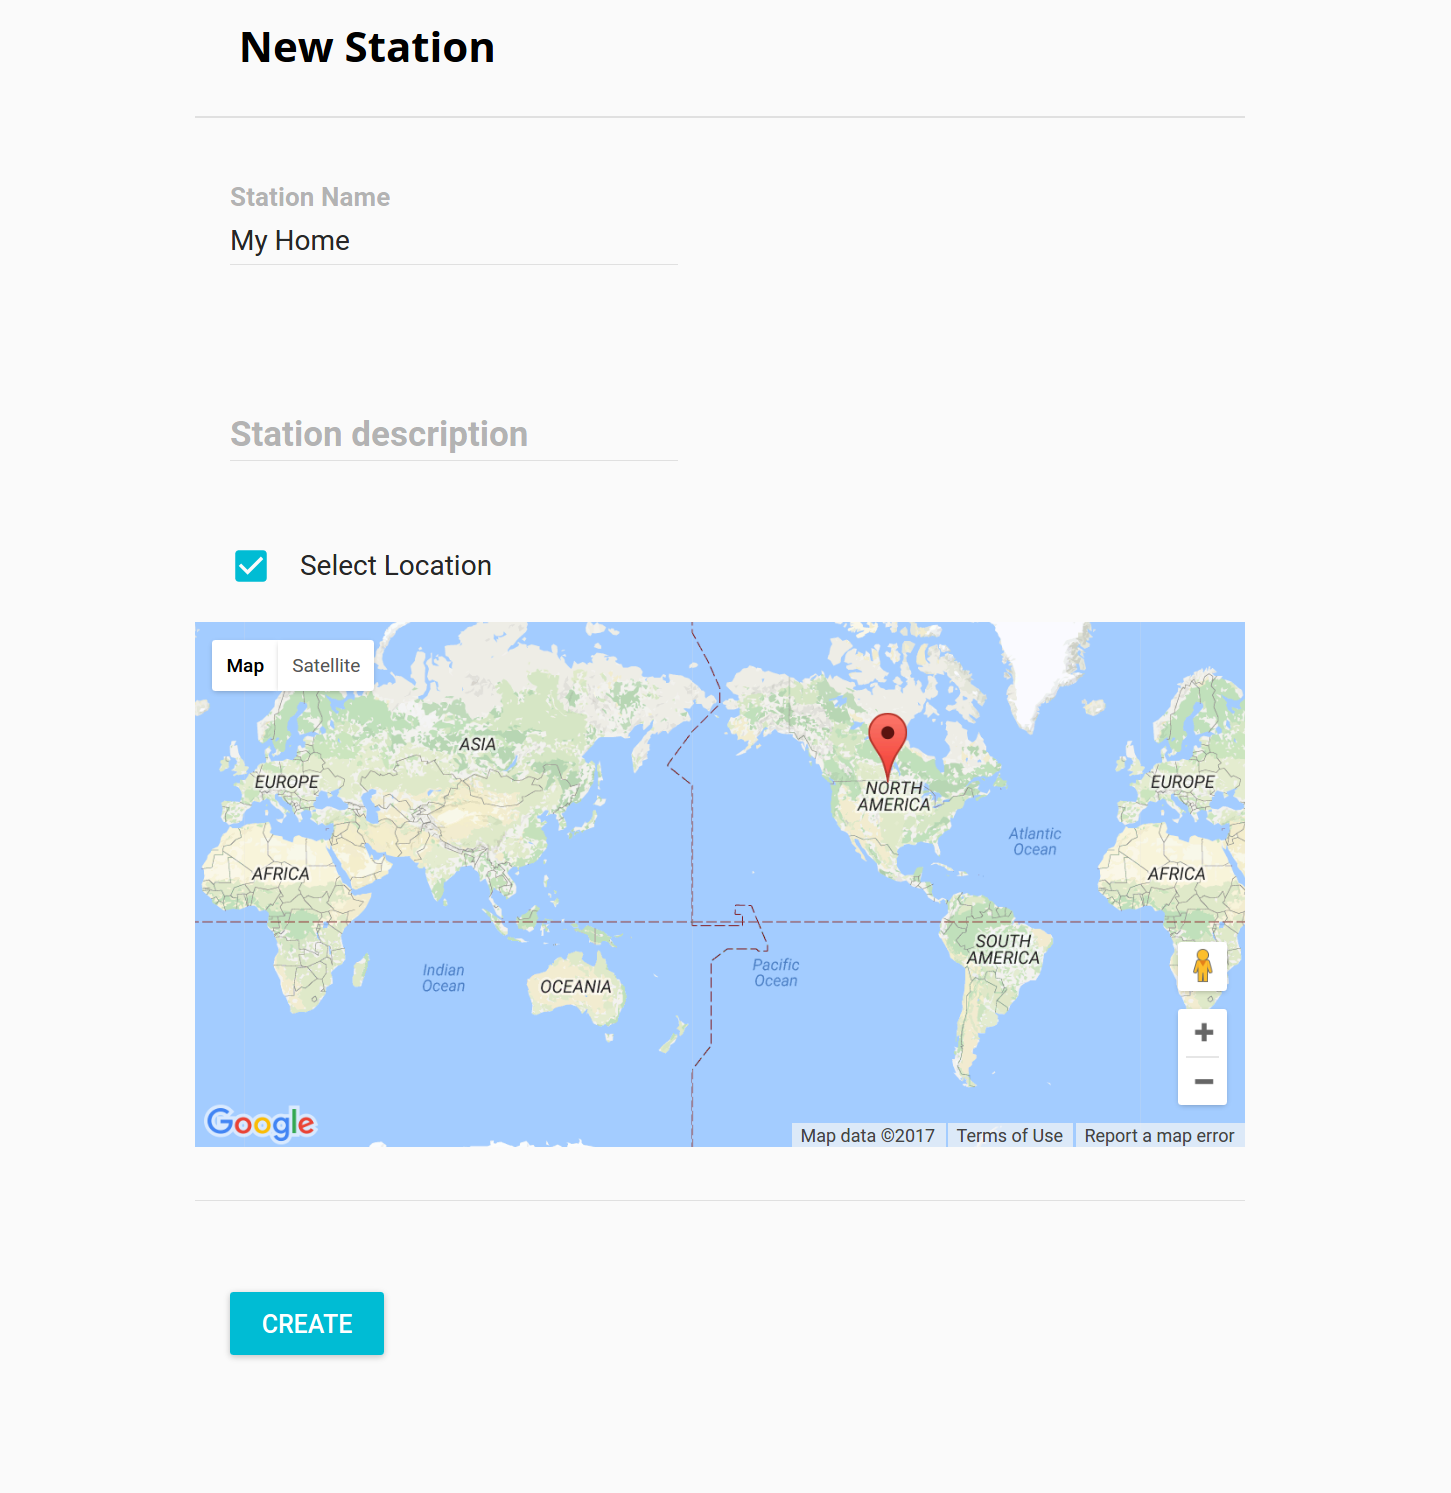 New Station
Station Name
My Home
Station description
Select Location
Map Satellite
ASIA
EUROPE
NORTH
AMERICA
EUROPE
Atlantic
Ocean
AFRICA
AFRICA
SOUTH
AMERICA
Indian
Ocean
OCEANIA
Pacific
Ocean
Google
Map data ©2017 Terms of Use Report a map error
CREATE